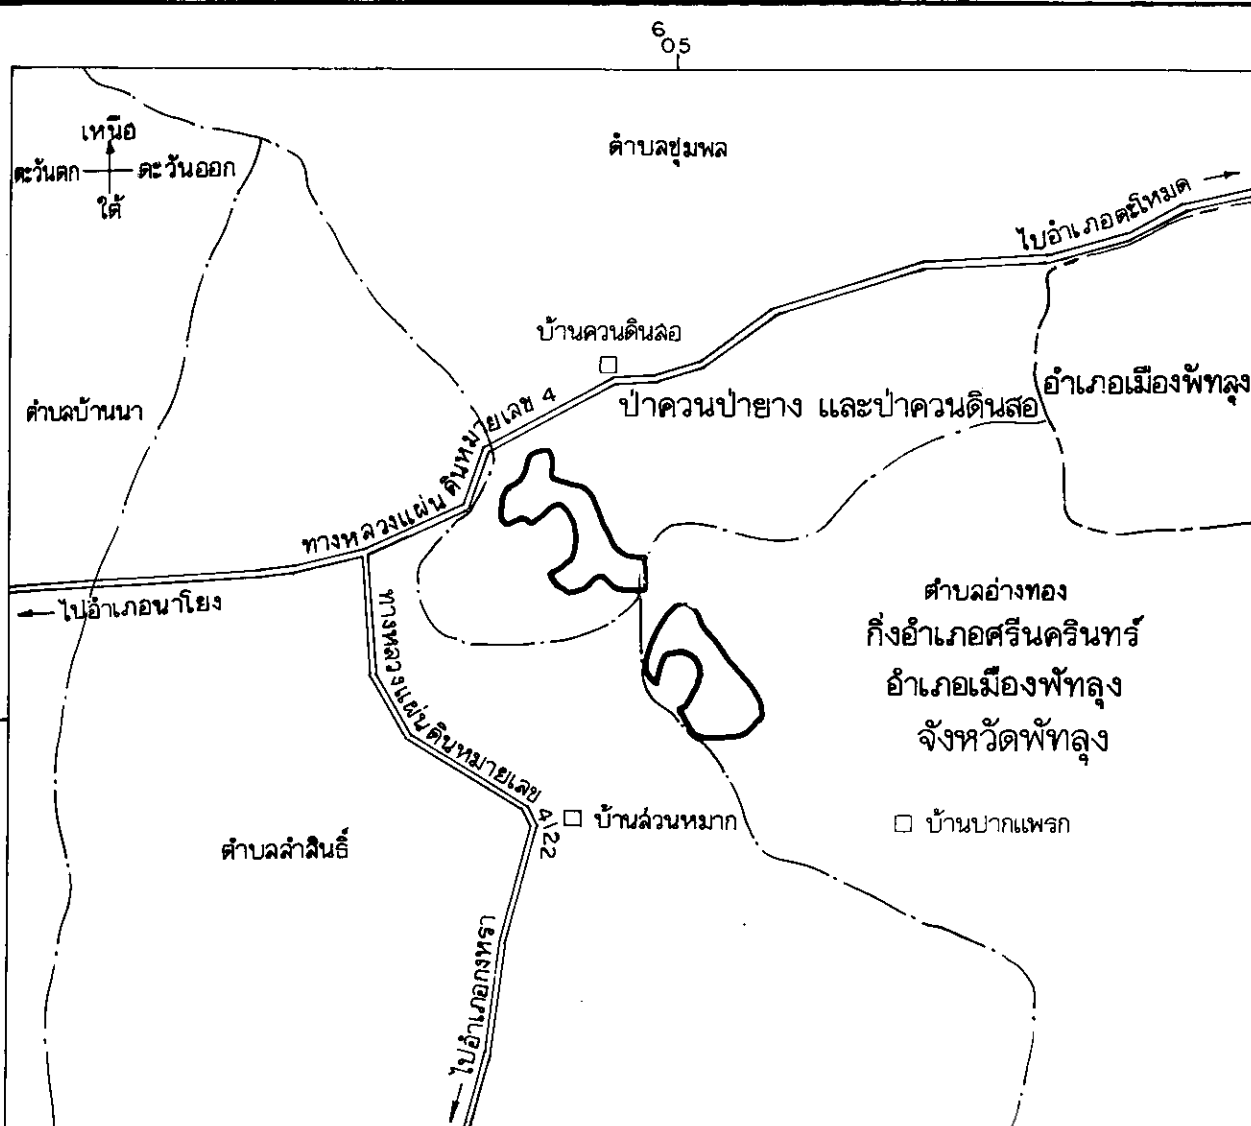 605
เหนือ
ตะวันตก ตะวันออก
ใต้
ตำบลชุมพล
ไปอำเภอตะโหมด
บ้านควนดินสอ
ป่าควนป่ายาง และป่าควนดินสอ
อำเภอเมืองพัทลุง
ตำบลบ้านนา
ทางหลวงแผ่นดินหมายเลข 4
ไปอำเภอนาโยง
ตำบลอ่างทอง
กิ่งอำเภอศรีนครินทร์
อำเภอเมืองพัทลุง
จังหวัดพัทลุง
ทางหลวงแผ่นดินหมายเลข 4122
บ้านส่วนหมาก
บ้านปากแพรก
ตำบลลำสินธิ์
ไปอำเภอกงหรา